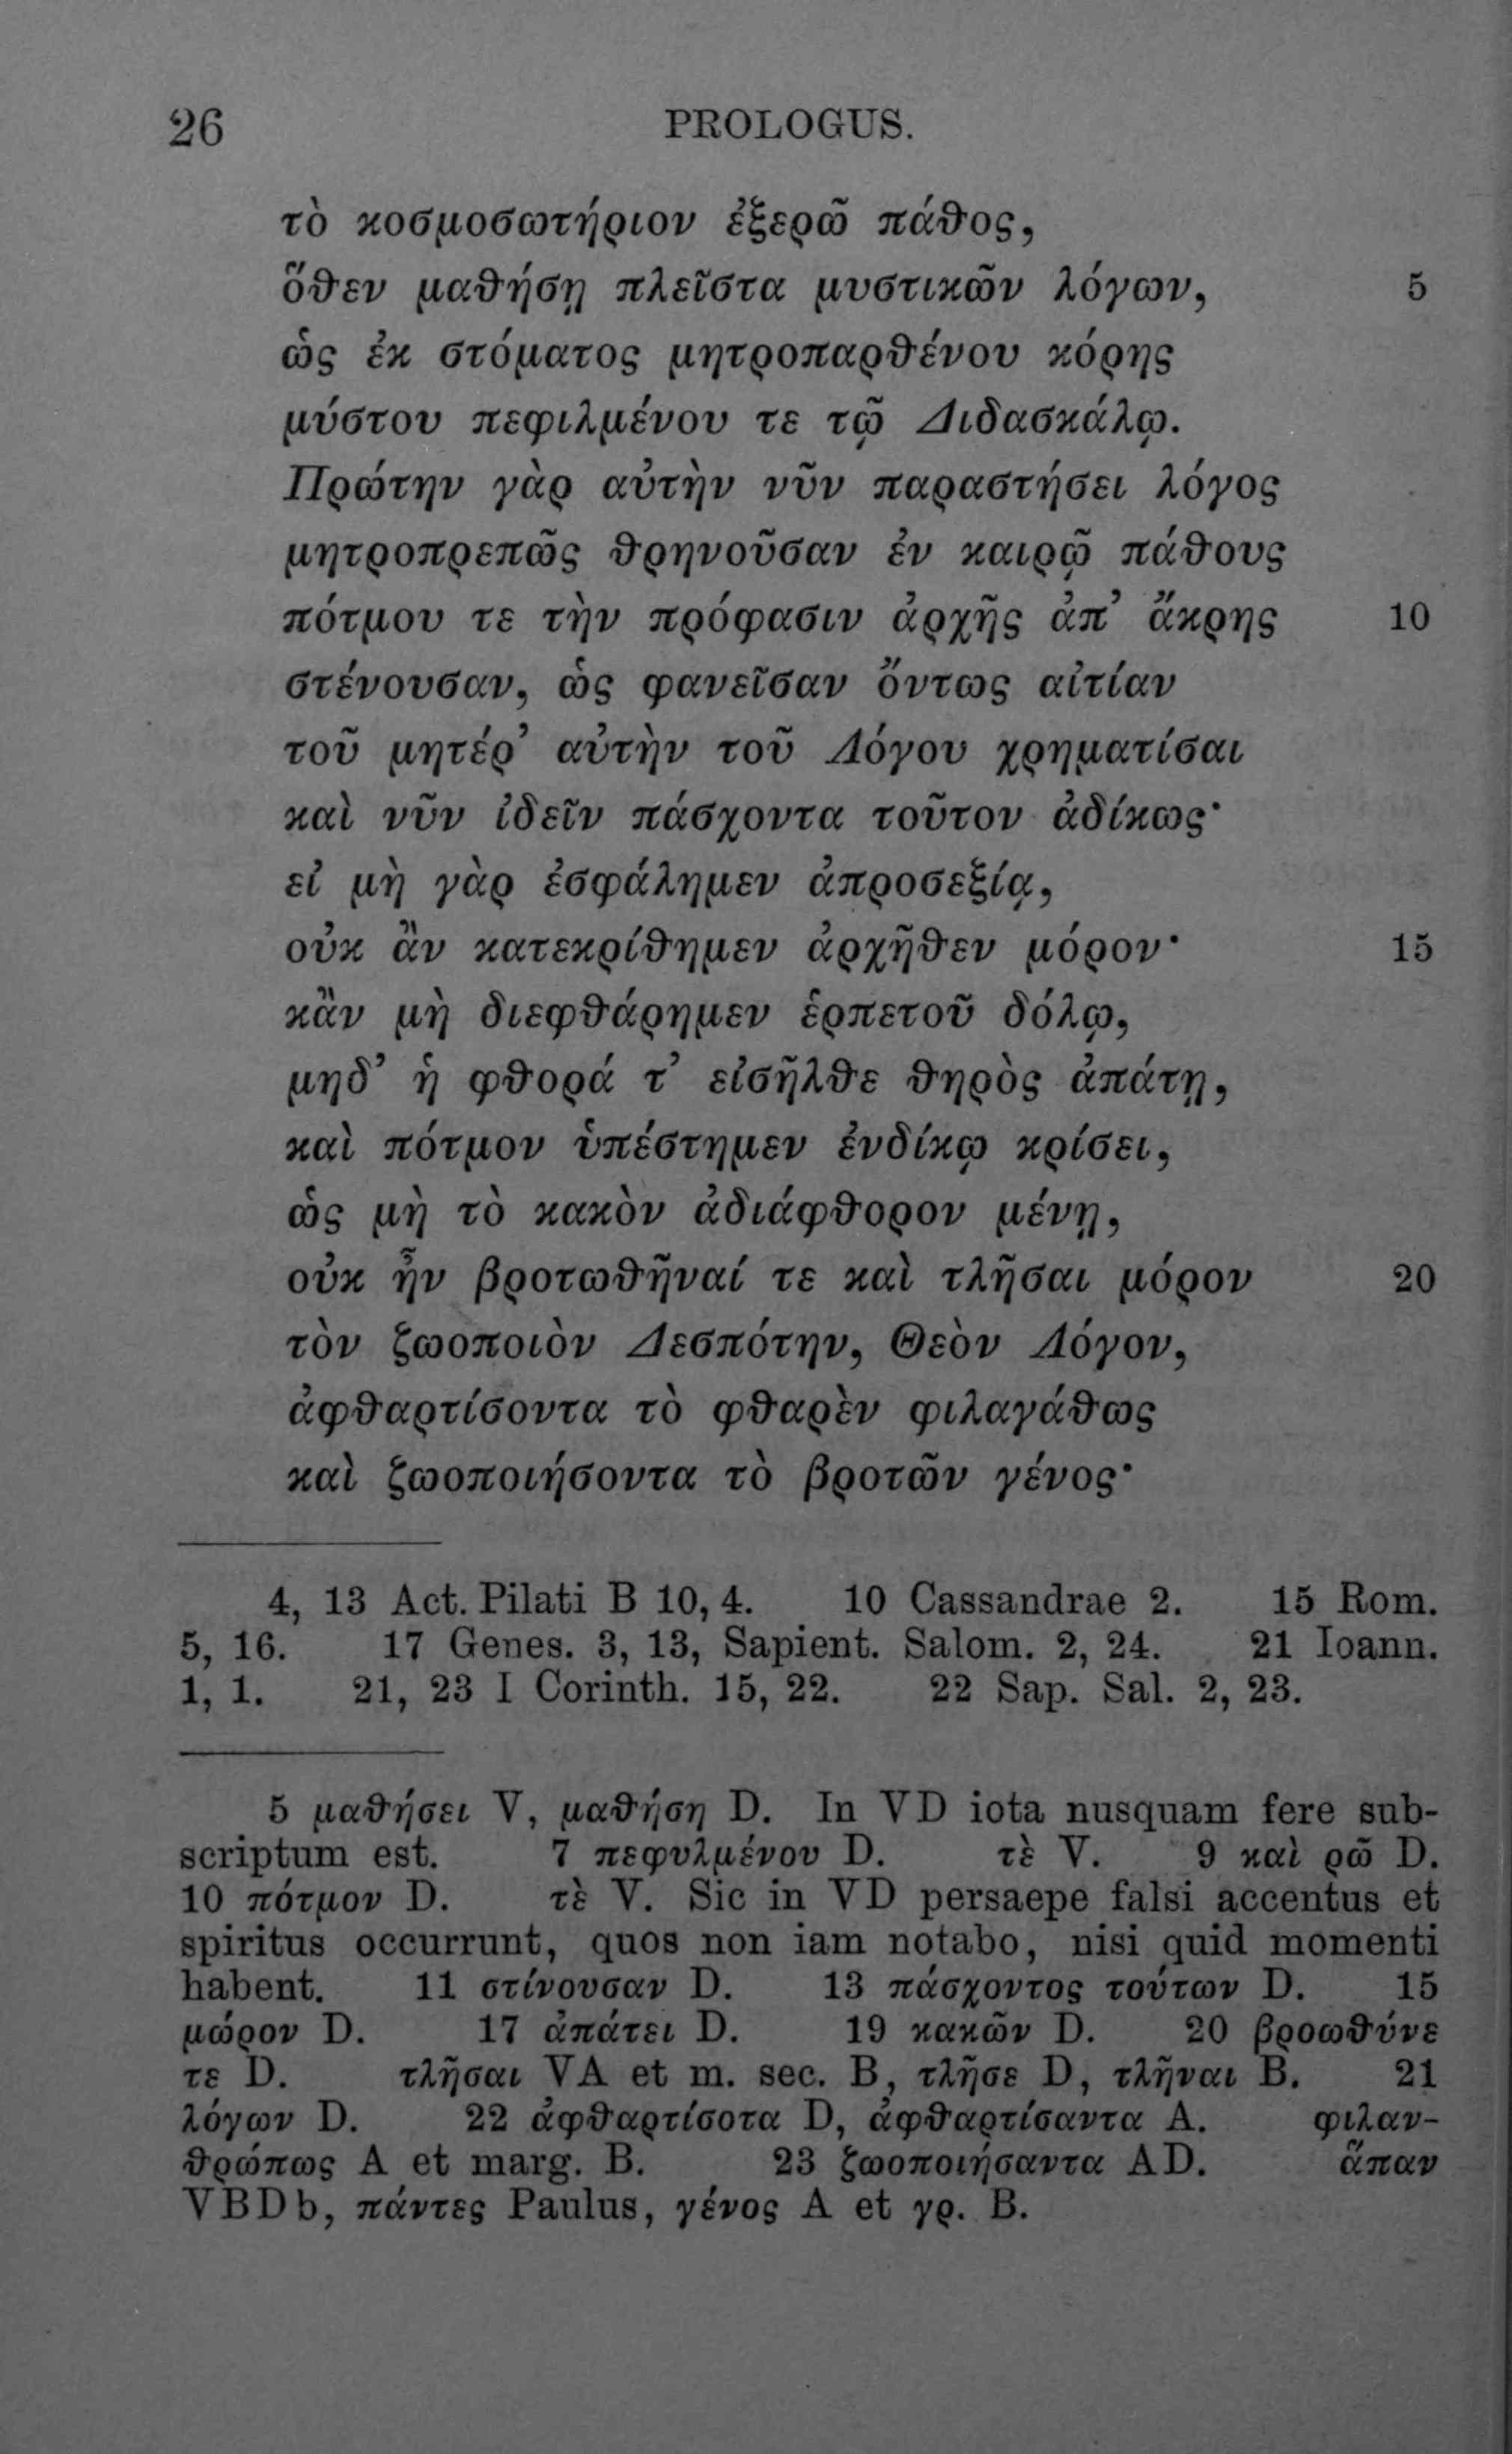 26 PROLOGUS.
τὸ κοσμοσωτήριον ἐξερῶ πάθος,
ὅθεν μαθήσῃ πλεῖστα μυστικῶν λόγων, 5
ὡς ἐκ στόματος μητροπαρθένου κόρης
μύστου πεφιλμένου τε τῷ Διδασκάλῳ.
Πρώτην γὰρ αὐτὴν νῦν παραστήσει λόγος
μητροπρεπῶς θρηνοῦσαν ἐν καιρῷ πάθους
πότμου τε τὴν πρόφασιν ἀρχῆς ἀπ’ ἄκρης 10
στένουσαν, ὡς φανεῖσαν ὄντως αἰτίαν
τοῦ μητέρ’ αὐτὴν τοῦ Λόγου χρηματίσαι
καὶ νῦν ἰδεῖν πάσχοντα τοῦτον ἀδίκως·
εἰ μὴ γὰρ ἐσφάλημεν ἀπροσεξίᾳ,
οὐκ ἂν κατεκρίθημεν ἀρχῆθεν μόρον· 15
κἂν μὴ διεφθάρημεν ἑρπετοῦ δόλῳ,
μηδ’ ἡ φθορά τ’ εἰσῆλθε θηρὸς ἀπάτῃ,
καὶ πότμον ὑπέστημεν ἐνδίκῳ κρίσει,
ὡς μὴ τὸ κακὸν ἀδιάφθορον μένῃ,
οὐκ ἦν βροτωθῆναί τε καὶ τλῆσαι μόρον 20
τὸν ζωοποιὸν Δεσπότην, Θεὸν Λόγον,
ἀφθαρτίσοντα τὸ φθαρὲν φιλαγάθως
καὶ ζωοποιήσοντα τὸ βροτῶν γένος·
4, 13 Act. Pilati B 10, 4. 10 Cassandrae 2. 15 Rom.
5, 16. 17 Genes. 3, 13, Sapient. Salom. 2, 24. 21 Ioann.
1, 1. 21, 23 I Corinth. 15, 22. 22 Sap. Sal. 2, 23.
5 μαθήσει V, μαθήση D. In VD iota nusquam fere sub-
scriptum est. 7 πεφυλμένου D. τὲ V. 9 καὶ ρῶ D.
10 πότμον D. τὲ V. Sic in VD persaepe falsi accentus et
spiritus occurrunt, quos non iam notabo, nisi quid momenti
habent. 11 στίνουσαν D. 13 πάσχοντος τούτων D. 15
μώρον D. 17 ἀπάτει D. 19 κακῶν D. 20 βροωθύνε
τε D. τλῆσαι VA et m. sec. B, τλῆσε D, τλῆναι B. 21
λόγων D. 22 ἀφθαρτίσοτα D, ἀφθαρτίσαντα A. φιλαν-
θρώπως A et marg. B. 23 ζωοποιήσαντα AD. ἅπαν
VBDb, πάντες Paulus, γένος A et γρ. B.